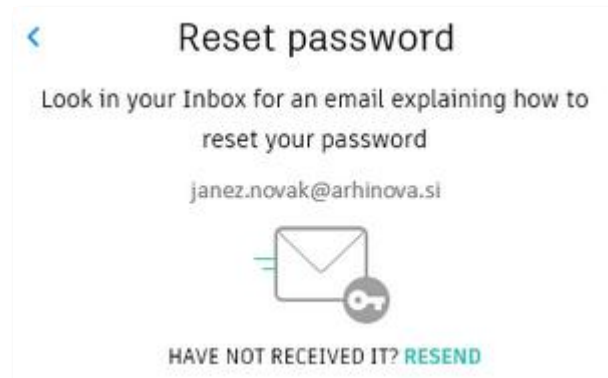 Reset password
Look in your Inbox for an email explaining how to
reset your password
janez.novak@arhinova.si
HAVE NOT RECEIVED IT? RESEND